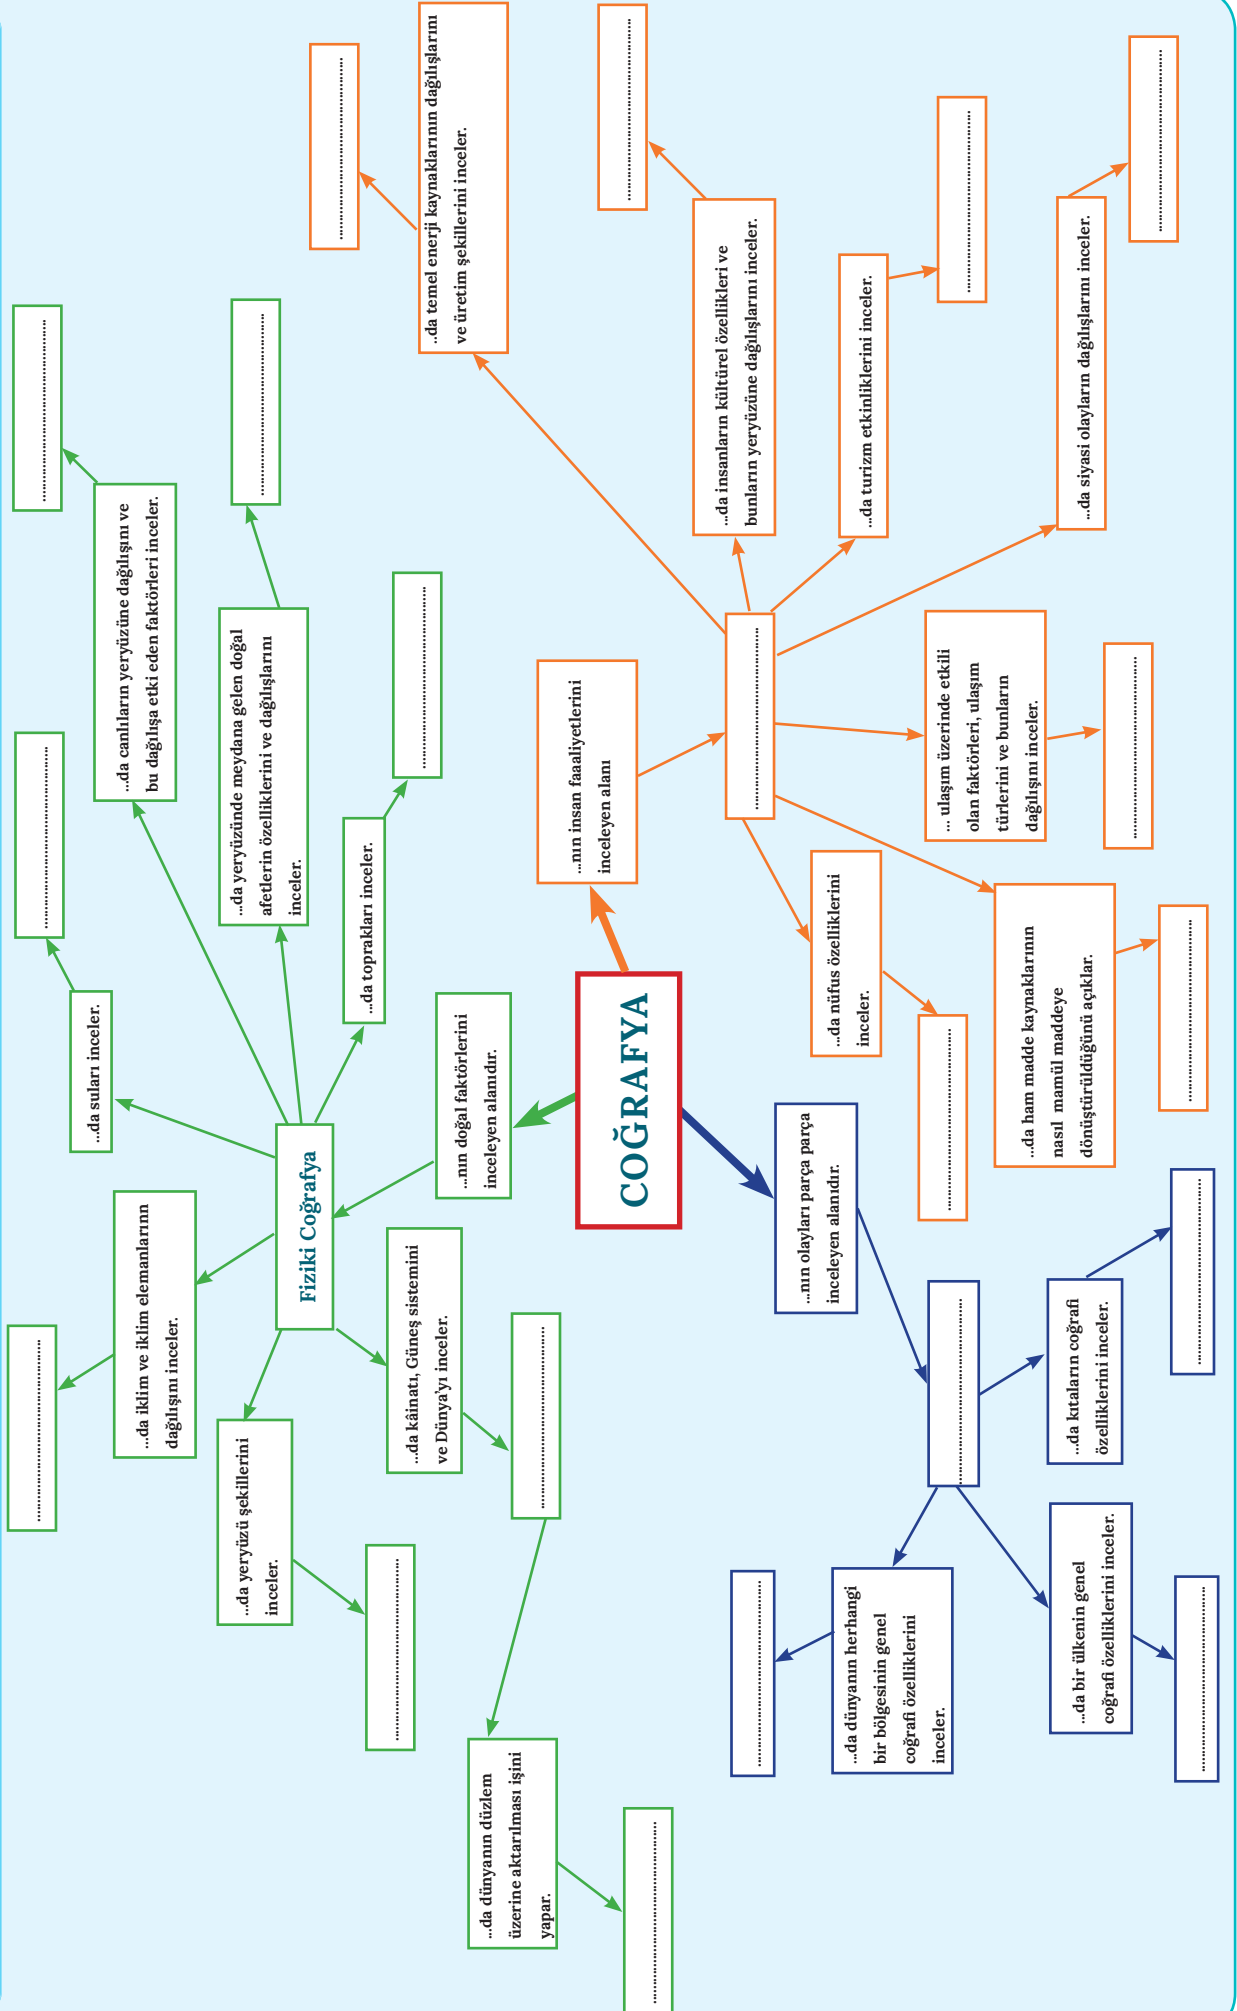 ...da dünyanın düzlem
üzerine aktarılması işini
yapar.
...da yeryüzü şekillerini
inceler.
...da iklim ve iklim elemanlarının
dağılışını inceler.
...da kâinatı, Güneş sistemini
ve Dünya'yı inceler.
Fiziki Coğrafya
...da suları inceler.
...nın doğal faktörlerini
inceleyen alanıdır.
...da toprakları inceler.
...da yeryüzünde meydana gelen doğal
afetlerin özelliklerini ve dağılışlarını
inceler.
...da canlıların yeryüzüne dağılışını ve
bu dağılışa etki eden faktörleri inceler.
COĞRAFYA
...nın insan faaaliyetlerini
inceleyen alanı
..da temel enerji kaynaklarının dağılışlarını
ve üretim şekillerini inceler.
...da insanların kültürel özellikleri ve
bunların yeryüzüne dağılışlarını inceler.
...da turizm etkinliklerini inceler.
...da siyasi olayların dağılışlarını inceler.
... ulaşım üzerinde etkili
olan faktörleri, ulaşım
türlerini ve bunların
dağılışını inceler.
...da nüfus özelliklerini
inceler.
...da ham madde kaynaklarının
nasıl mamül maddeye
dönüştürüldüğünü açıklar.
...nın olayları parça parça
inceleyen alanıdır.
...da kıtaların coğrafi
özelliklerini inceler.
...da dünyanın herhangi
bir bölgesinin genel
coğrafi özelliklerini
inceler.
...da bir ülkenin genel
coğrafi özelliklerini inceler.